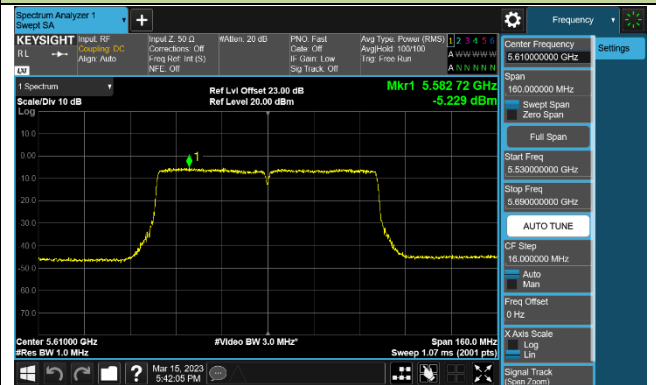 Spectrum Analyzer 1
Swept SA
Frequency
KEYSIGHT
RL
Input: RF
Coupling: DC
Align: Auto
Input Z: 50 Ω
Corrections: Off
Freq Ref: Int (S)
NFE: Off
#Atten: 20 dB
PNO: Fast
Gate: Off
IF Gain: Low
Sig Track: Off
Avg Type: Power (RMS)
Avg|Hold: 100/100
Trig: Free Run
1 2 3 4 5 6
A W W W W W
A N N N N N
LXI
1 Spectrum
Scale/Div 10 dB
Log
Ref Lvl Offset 23.00 dB
Ref Level 20.00 dBm
Mkr1 5.582 72 GHz
-5.229 dBm
1
10.0
0.00
-10.0
-20.0
-30.0
-40.0
-50.0
-60.0
-70.0
Center 5.61000 GHz
#Res BW 1.0 MHz
#Video BW 3.0 MHz*
Span 160.0 MHz
Sweep 1.07 ms (2001 pts)
Mar 15, 2023
5:42:05 PM
Center Frequency
5.610000000 GHz
Settings
Span
160.000000 MHz
Swept Span
Zero Span
Full Span
Start Freq
5.530000000 GHz
Stop Freq
5.690000000 GHz
AUTO TUNE
CF Step
16.000000 MHz
Auto
Man
Freq Offset
0 Hz
X Axis Scale
Log
Lin
Signal Track
(Span Zoom)